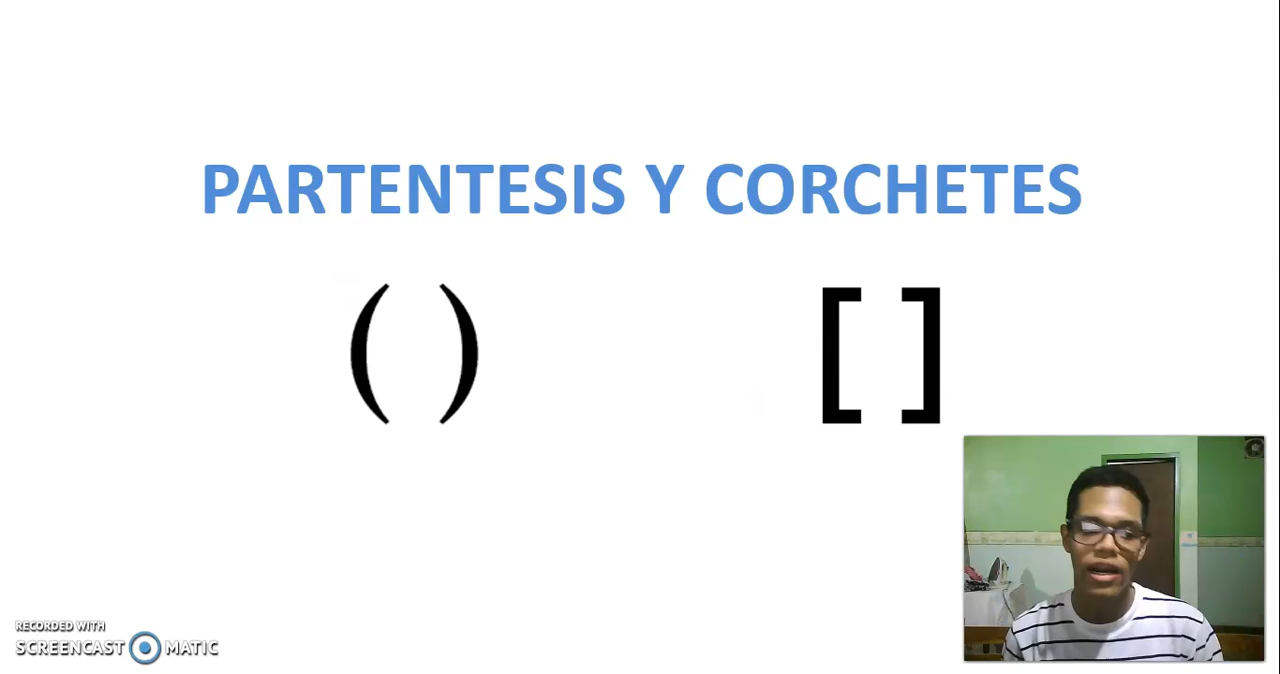 PARTENTESIS Y CORCHETES
( ) [ ]
RECORDED WITH
SCREENCAST MATIC